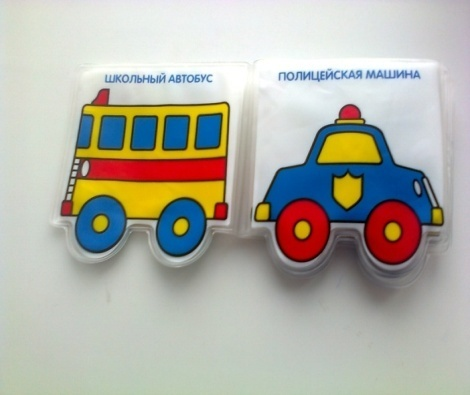 ШКОЛЬНЫЙ АВТОБУС
ПОЛИЦЕЙСКАЯ МАШИНА